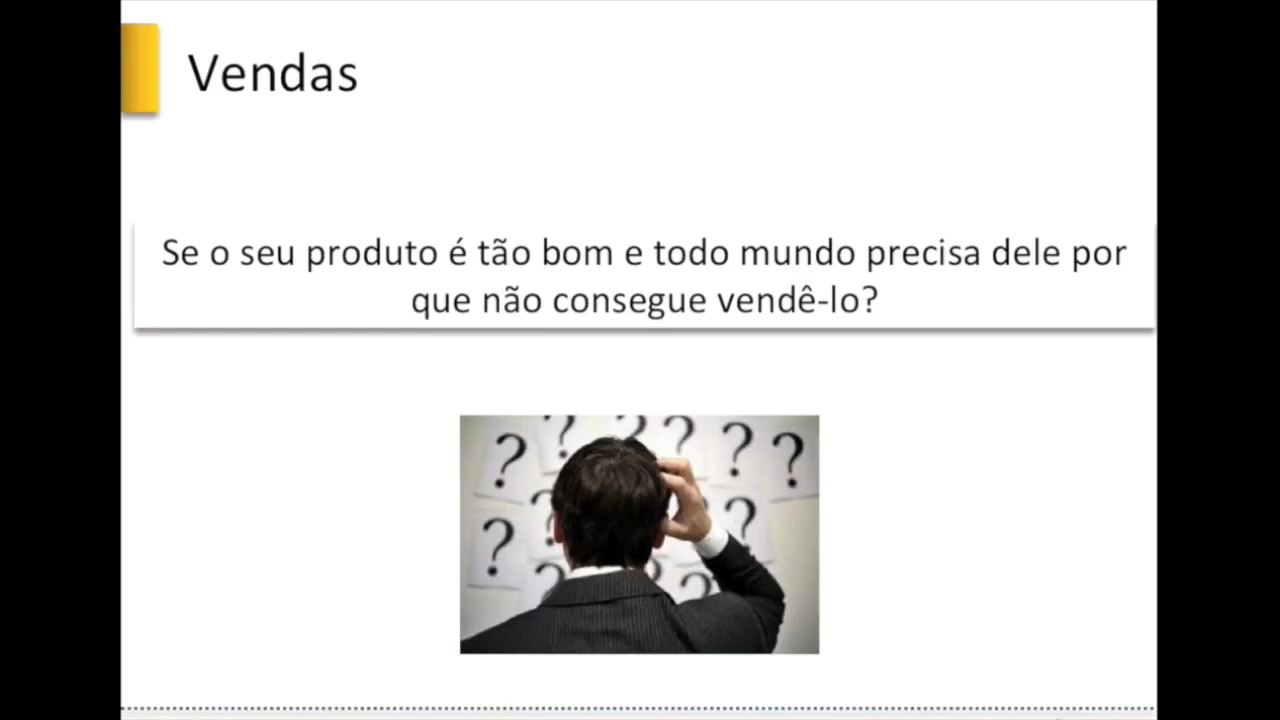 Vendas
Se o seu produto é tão bom e todo mundo precisa dele por
que não consegue vendê-lo?
? ? ? ? ? ?
? ? ?
? ? ?